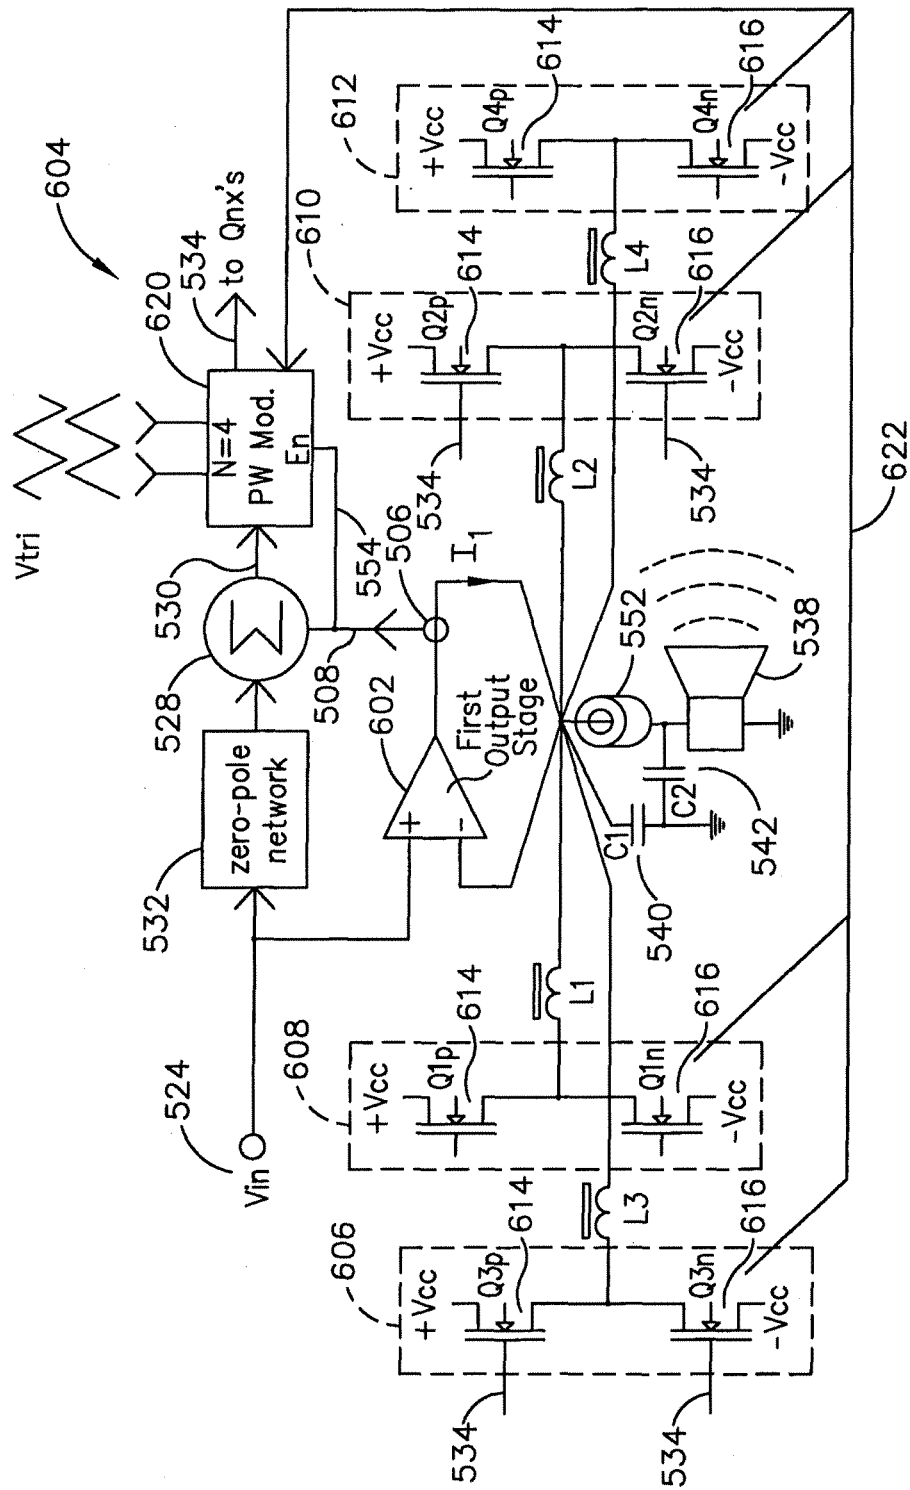 Vin
524
532
zero-pole
network
528
Σ
530
Vtri
N=4
PW Mod.
En
620
604
534
to Qnx's
508
554
506
I1
602
+
-
First
Output
Stage
606
+Vcc
Q3p
614
534
Q3n
616
-Vcc
534
L3
608
+Vcc
Q1p
614
Q1n
616
-Vcc
L1
C1
540
C2
542
552
538
L2
610
+Vcc
Q2p
614
534
Q2n
616
-Vcc
534
L4
612
+Vcc
Q4p
614
Q4n
616
-Vcc
622